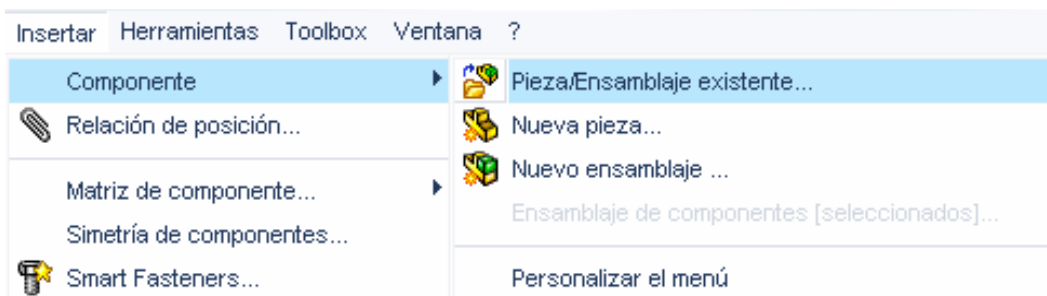 Insertar Herramientas Toolbox Ventana ?
Componente
Relación de posición...
Matriz de componente...
Simetría de componentes...
Smart Fasteners...
Pieza/Ensamblaje existente...
Nueva pieza...
Nuevo ensamblaje ...
Ensamblaje de componentes [seleccionados]...
Personalizar el menú